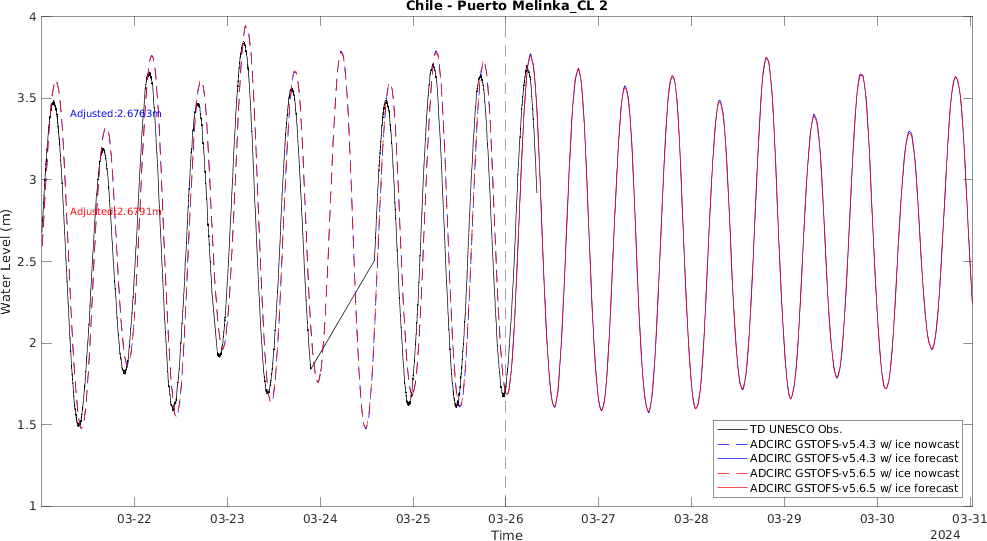 Chile - Puerto Melinka_CL 2
4
3.5
3
2.5
2
1.5
1
Water Level (m)
Adjusted:2.6763m
Adjusted:2.6791m
TD UNESCO Obs.
ADCIRC GSTOFS-v5.4.3 w/ ice nowcast
ADCIRC GSTOFS-v5.4.3 w/ ice forecast
ADCIRC GSTOFS-v5.6.5 w/ ice nowcast
ADCIRC GSTOFS-v5.6.5 w/ ice forecast
03-22 03-23 03-24 03-25 03-26 03-27 03-28 03-29 03-30 03-31
Time
2024